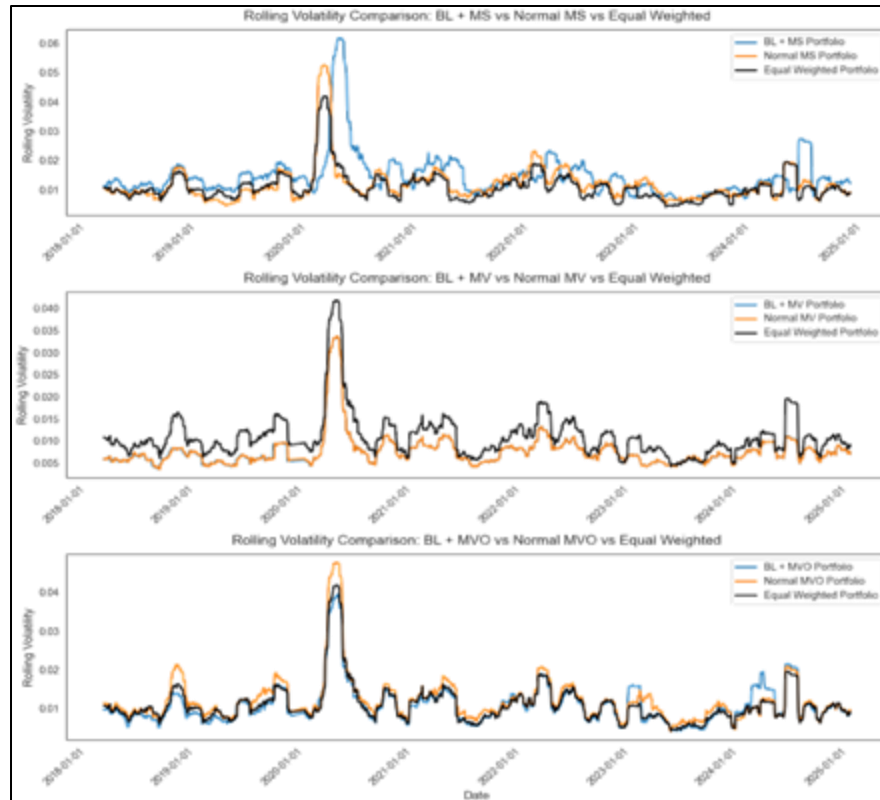 Rolling Volatility Comparison: BL + MS vs Normal MS vs Equal Weighted
BL + MS Portfolio
Normal MS Portfolio
Equal Weighted Portfolio
Rolling Volatility
0.06
0.05
0.04
0.03
0.02
0.01
2018-01-01
2019-01-01
2020-01-01
2021-01-01
2022-01-01
2023-01-01
2024-01-01
2025-01-01
Rolling Volatility Comparison: BL + MV vs Normal MV vs Equal Weighted
BL + MV Portfolio
Normal MV Portfolio
Equal Weighted Portfolio
Rolling Volatility
0.040
0.035
0.030
0.025
0.020
0.015
0.010
0.005
2018-01-01
2019-01-01
2020-01-01
2021-01-01
2022-01-01
2023-01-01
2024-01-01
2025-01-01
Rolling Volatility Comparison: BL + MVO vs Normal MVO vs Equal Weighted
BL + MVO Portfolio
Normal MVO Portfolio
Equal Weighted Portfolio
Rolling Volatility
0.04
0.03
0.02
0.01
2018-01-01
2019-01-01
2020-01-01
2021-01-01
2022-01-01
2023-01-01
2024-01-01
2025-01-01
Date